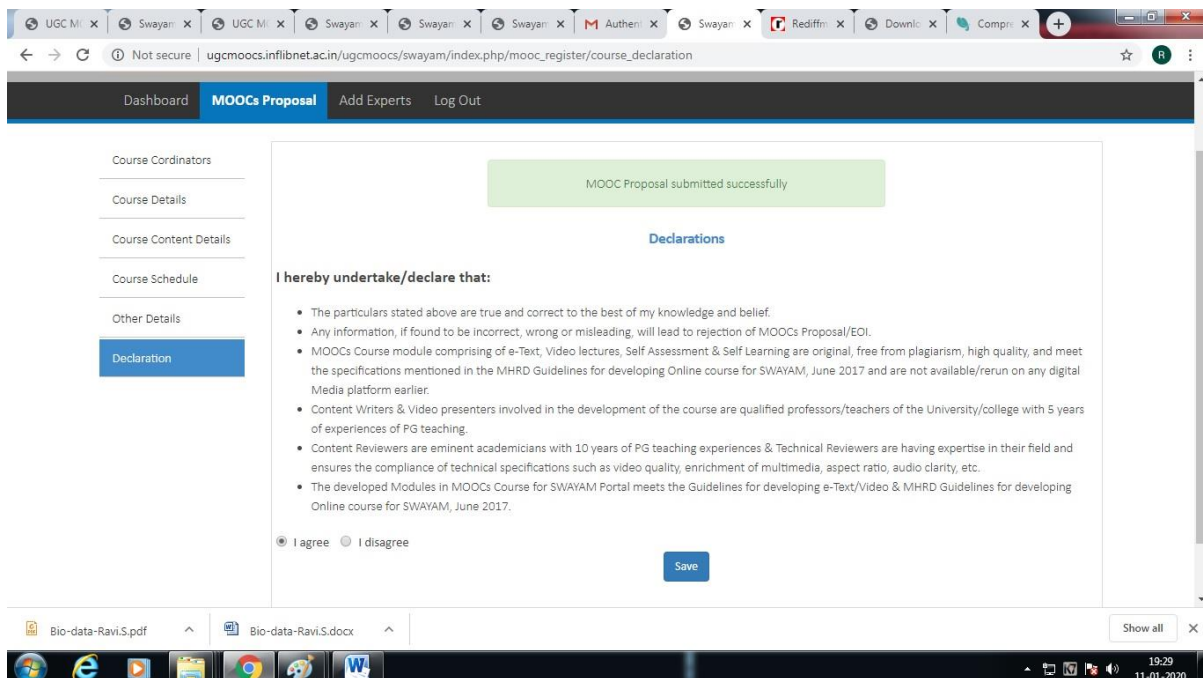 UGC MO Swayam UGC MO Swayam Swayam Swayam Authent Swayam Rediffm Downlo Compre
Not secure | ugcmoocs.inflibnet.ac.in/ugcmoocs/swayam/index.php/mooc_register/course_declaration R
Dashboard MOOCs Proposal Add Experts Log Out
Course Cordinators
Course Details
Course Content Details
Course Schedule
Other Details
Declaration
MOOC Proposal submitted successfully
Declarations
I hereby undertake/declare that:
• The particulars stated above are true and correct to the best of my knowledge and belief.
• Any information, if found to be incorrect, wrong or misleading, will lead to rejection of MOOCs Proposal/EOI.
• MOOCs Course module comprising of e-Text, Video lectures, Self Assessment & Self Learning are original, free from plagiarism, high quality, and meet
the specifications mentioned in the MHRD Guidelines for developing Online course for SWAYAM, June 2017 and are not available/rerun on any digital
Media platform earlier.
• Content Writers & Video presenters involved in the development of the course are qualified professors/teachers of the University/college with 5 years
of experiences of PG teaching.
• Content Reviewers are eminent academicians with 10 years of PG teaching experiences & Technical Reviewers are having expertise in their field and
ensures the compliance of technical specifications such as video quality, enrichment of multimedia, aspect ratio, audio clarity, etc.
• The developed Modules in MOOCs Course for SWAYAM Portal meets the Guidelines for developing e-Text/Video & MHRD Guidelines for developing
Online course for SWAYAM, June 2017.
I agree I disagree
Save
Bio-data-Ravi.S.pdf Bio-data-Ravi.S.docx Show all
19:29
11-01-2020